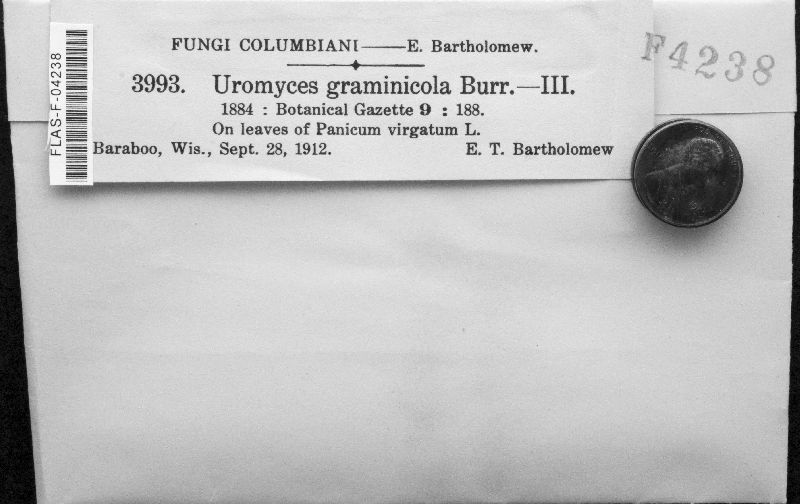 FUNGI COLUMBIANI——E. Bartholomew.
3993. Uromyces graminicola Burr.—III.
1884 : Botanical Gazette 9 : 188.
On leaves of Panicum virgatum L.
Baraboo, Wis., Sept. 28, 1912. E. T. Bartholomew
FLAS-F-04238
F4238